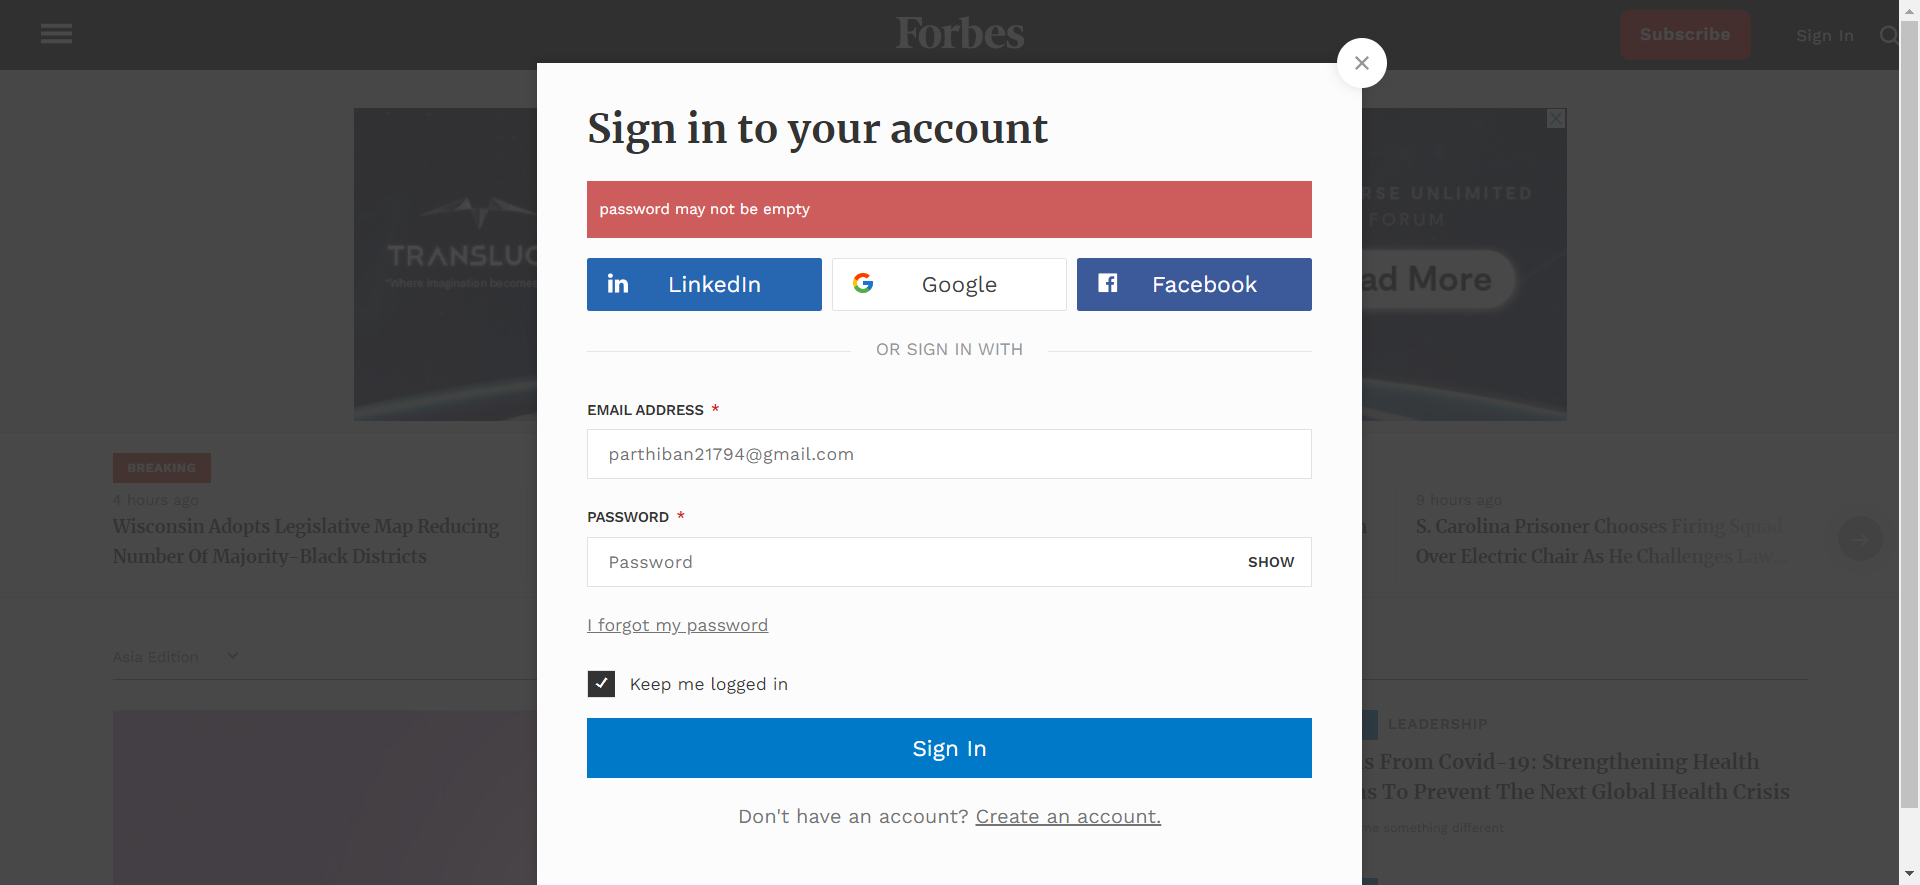 Forbes
Subscribe
Sign In
Sign in to your account
password may not be empty
LinkedIn
Google
Facebook
OR SIGN IN WITH
EMAIL ADDRESS *
parthiban21794@gmail.com
PASSWORD *
Password
SHOW
I forgot my password
Keep me logged in
Sign In
Don't have an account? Create an account.
TRANSLUC
"Where imagination becomes
RSE UNLIMITED
FORUM
ad More
BREAKING
4 hours ago
Wisconsin Adopts Legislative Map Reducing
Number Of Majority-Black Districts
9 hours ago
S. Carolina Prisoner Chooses Firing Squad
Over Electric Chair As He Challenges Law...
Asia Edition
LEADERSHIP
s From Covid-19: Strengthening Health
s To Prevent The Next Global Health Crisis
me something different